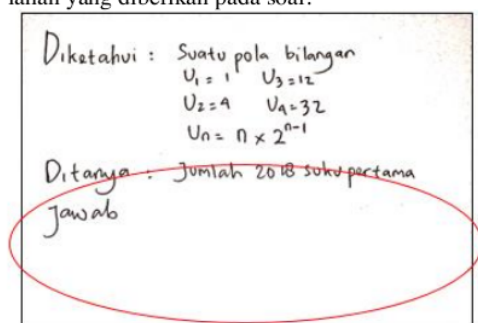 lahan yang diberikan pada soal.
Diketahui : Suatu pola bilangan
U₁ = 1 U₃ = 12
U₂ = 4 U₄ = 32
Uₙ = n × 2ⁿ⁻¹
Ditanya : Jumlah 2018 suku pertama
Jawab